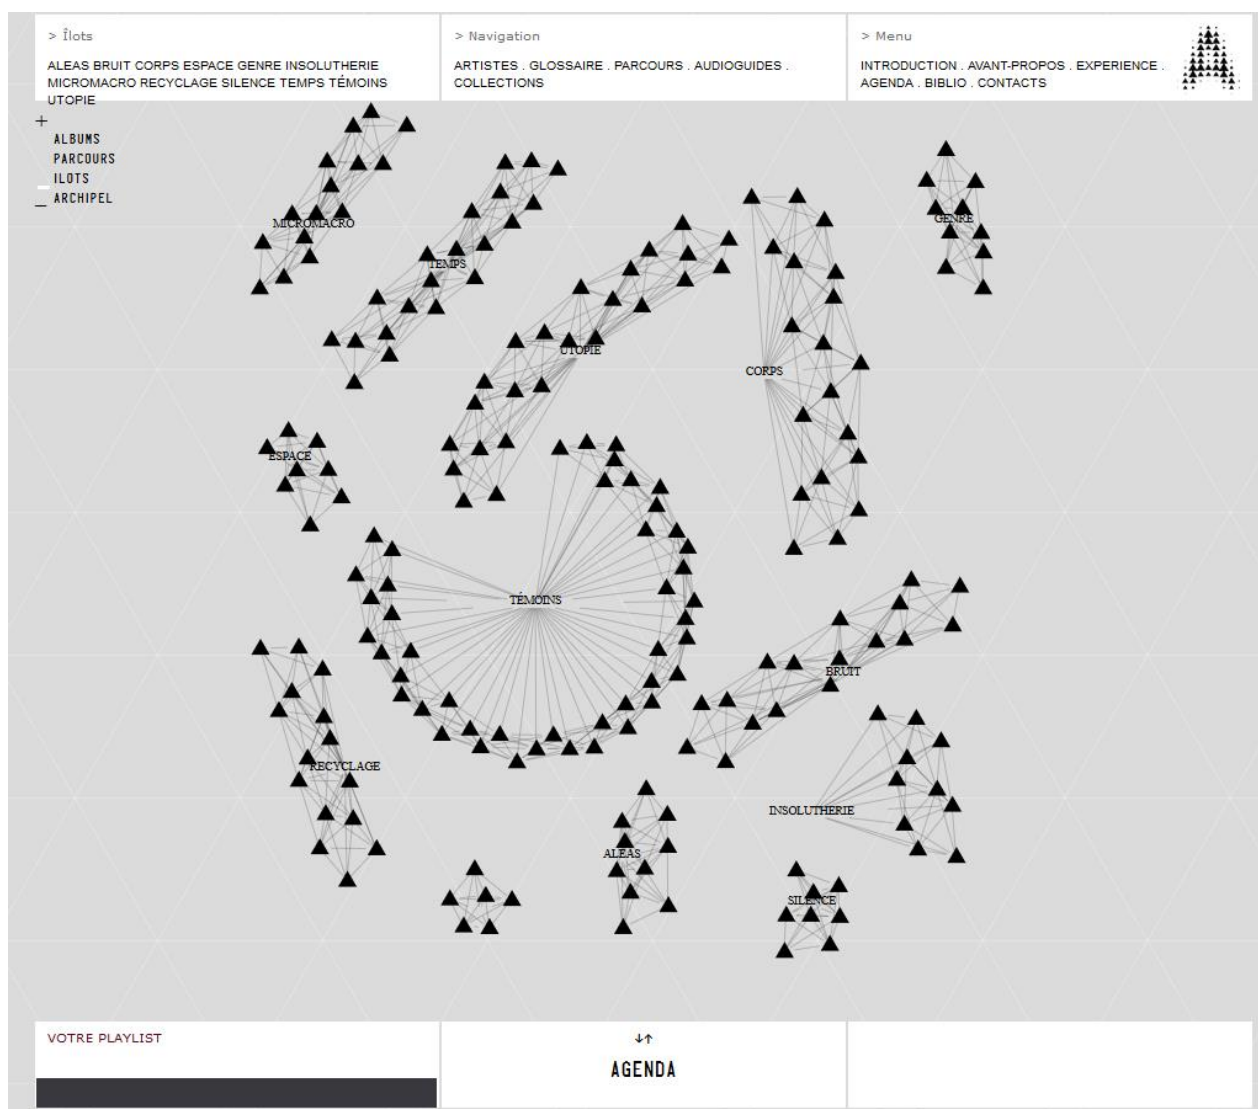 > Îlots
ALEAS BRUIT CORPS ESPACE GENRE INSOLUTHERIE
MICROMACRO RECYCLAGE SILENCE TEMPS TÉMOINS
UTOPIE
> Navigation
ARTISTES . GLOSSAIRE . PARCOURS . AUDIOGUIDES .
COLLECTIONS
> Menu
INTRODUCTION . AVANT-PROPOS . EXPERIENCE .
AGENDA . BIBLIO . CONTACTS
+
ALBUMS
PARCOURS
ILOTS
ARCHIPEL
MICROMACRO
GENRE
TEMPS
UTOPIE
CORPS
ESPACE
TÉMOINS
BRUIT
RECYCLAGE
INSOLUTHERIE
ALEAS
SILENCE
VOTRE PLAYLIST
↓↑
AGENDA